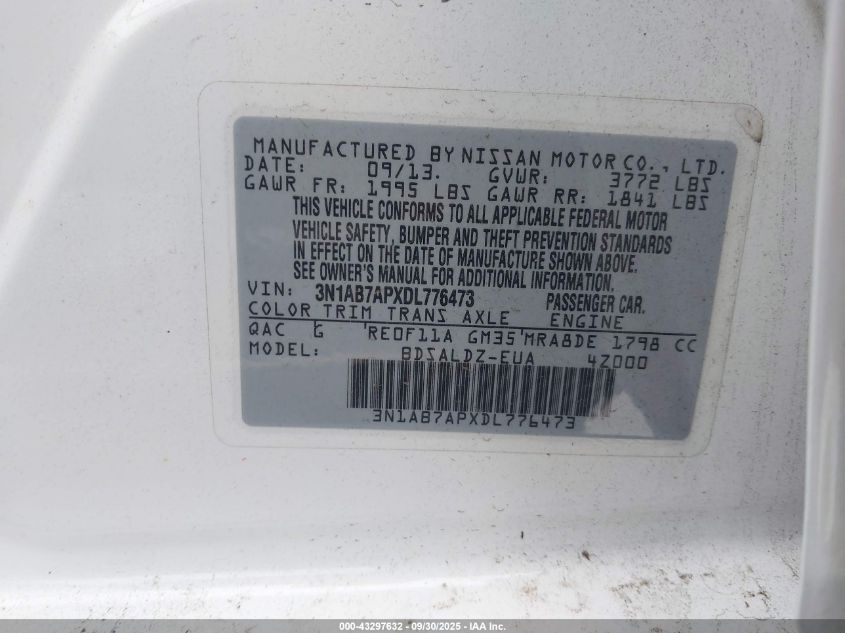 MANUFACTURED BY NISSAN MOTOR CO., LTD.
DATE: 09/13. GVWR: 3772 LBS
GAWR FR: 1995 LBS GAWR RR: 1841 LBS
THIS VEHICLE CONFORMS TO ALL APPLICABLE FEDERAL MOTOR
VEHICLE SAFETY, BUMPER AND THEFT PREVENTION STANDARDS
IN EFFECT ON THE DATE OF MANUFACTURE SHOWN ABOVE.
SEE OWNER'S MANUAL FOR ADDITIONAL INFORMATION.
VIN: 3N1AB7APXDL776473 PASSENGER CAR.
COLOR TRIM TRANS AXLE ENGINE
QAC G 'RE0F11A GM35'MRA8DE 1798 CC
MODEL: BDSALDZ-EUA 4Z000
3N1AB7APXDL776473
000-43297632 - 09/30/2025 - IAA Inc.